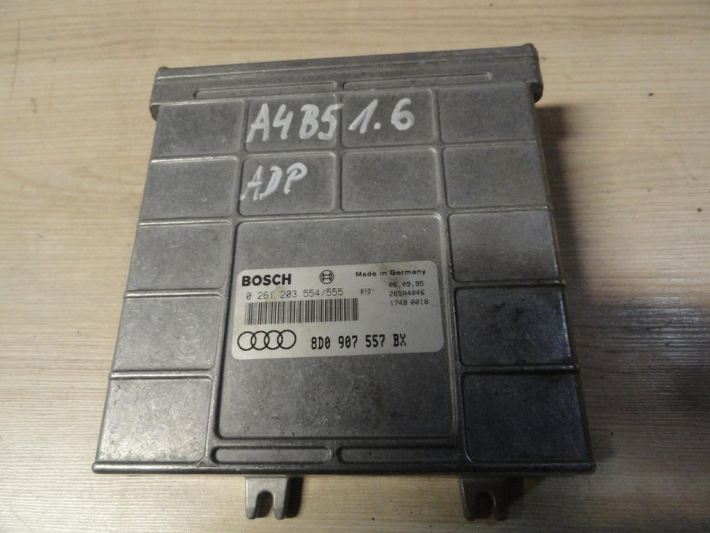 A4B5 1.6
ADP
BOSCH Made in Germany
0 261 203 554/555 06.09.95
26SA4046
1748 0018
8D0 907 557 BX